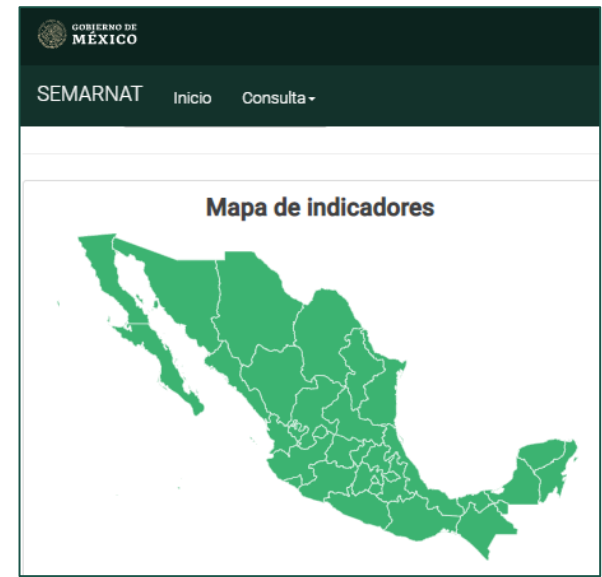 GOBIERNO DE
MÉXICO
SEMARNAT Inicio Consulta
Mapa de indicadores